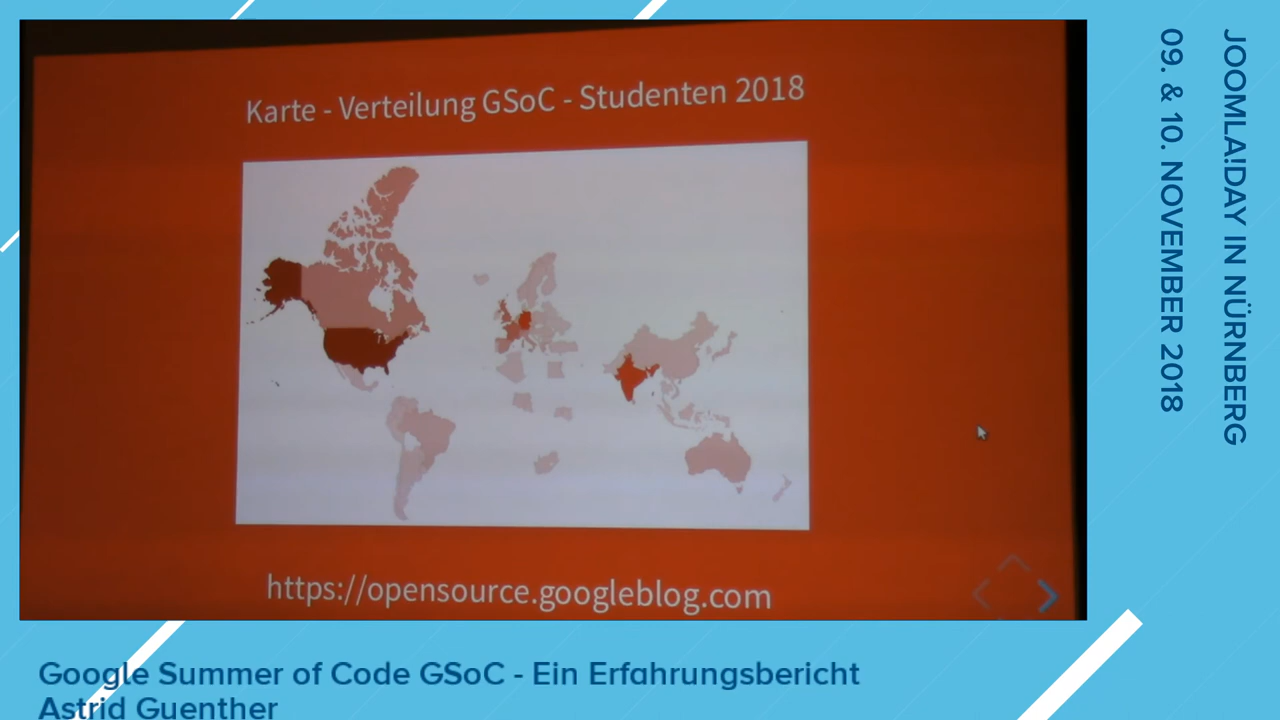 Karte - Verteilung GSoC - Studenten 2018
https://opensource.googleblog.com
JOOMLA!DAY IN NÜRNBERG
09. & 10. NOVEMBER 2018
Google Summer of Code GSoC - Ein Erfahrungsbericht
Astrid Guenther